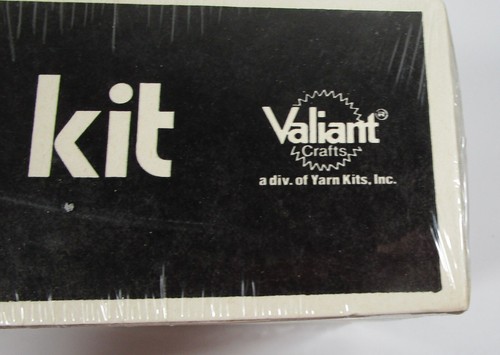 kit
Valiant®
Crafts
a div. of Yarn Kits, Inc.